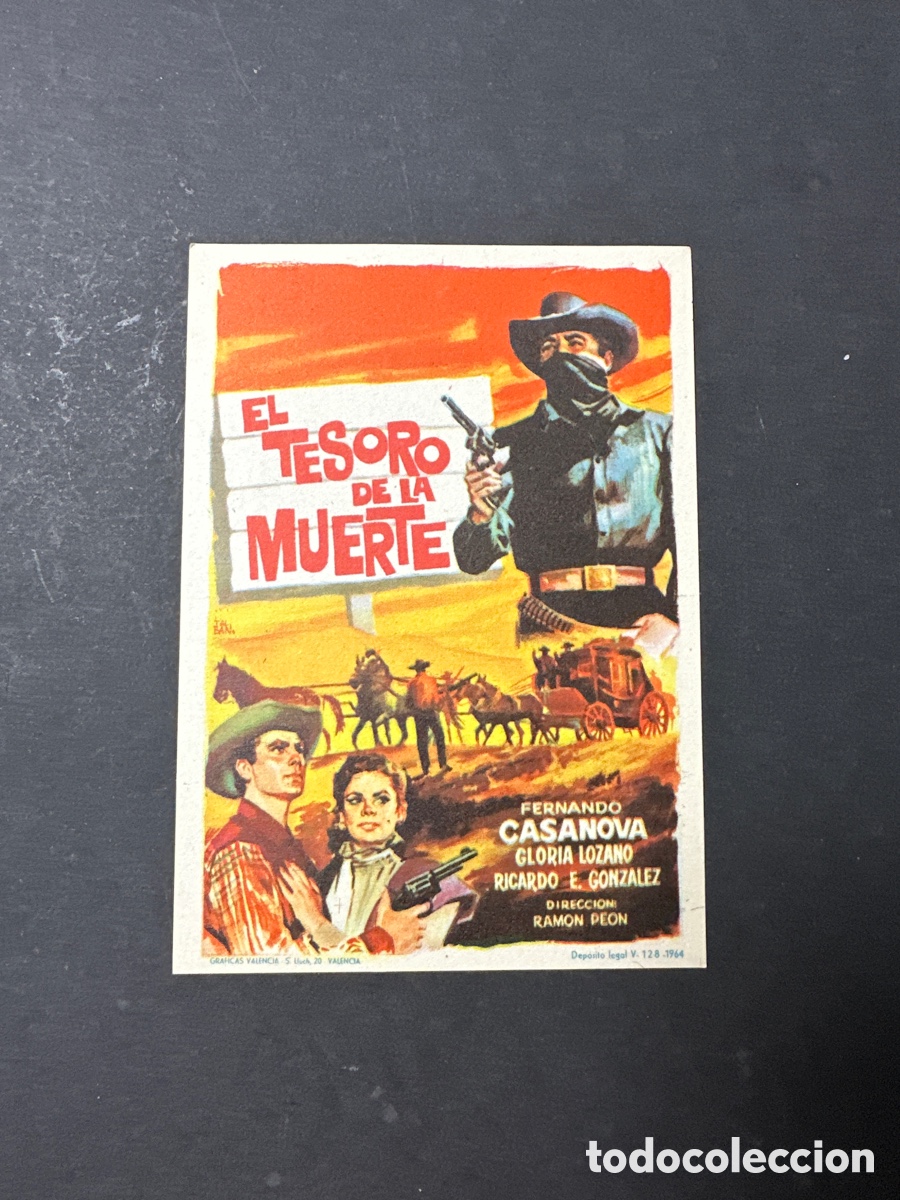 EL
TESORO
DE LA
MUERTE
FERNANDO
CASANOVA
GLORIA LOZANO
RICARDO E. GONZALEZ
DIRECCION:
RAMON PEON
GRAFICAS VALENCIA - S. Lluch, 20 VALENCIA
Depósito legal V. 128 -1964
todocoleccion